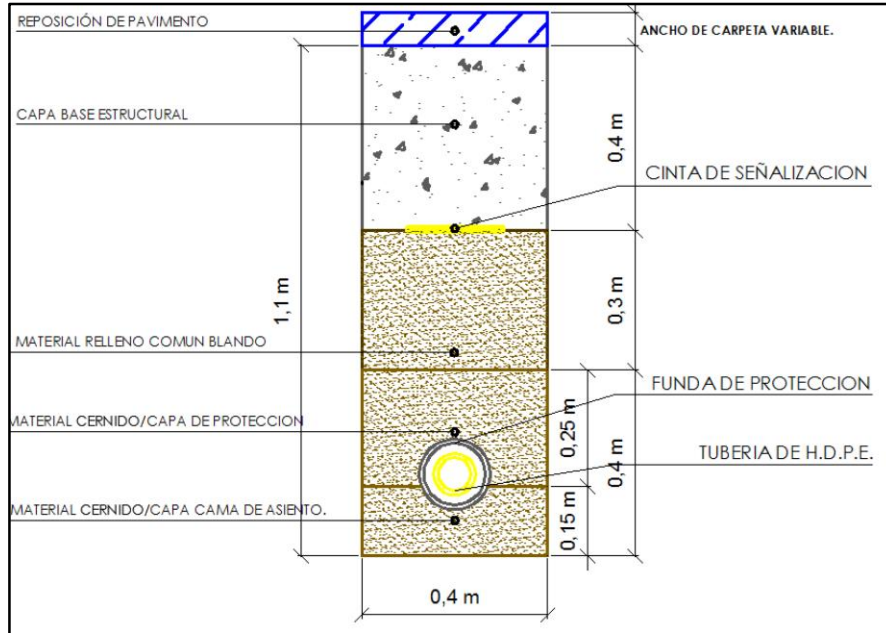 REPOSICIÓN DE PAVIMENTO
ANCHO DE CARPETA VARIABLE.
CAPA BASE ESTRUCTURAL
0,4 m
CINTA DE SEÑALIZACION
1,1 m
0,3 m
MATERIAL RELLENO COMUN BLANDO
FUNDA DE PROTECCION
MATERIAL CERNIDO/CAPA DE PROTECCION
0,25 m
TUBERIA DE H.D.P.E.
0,4 m
MATERIAL CERNIDO/CAPA CAMA DE ASIENTO.
0,15 m
0,4 m